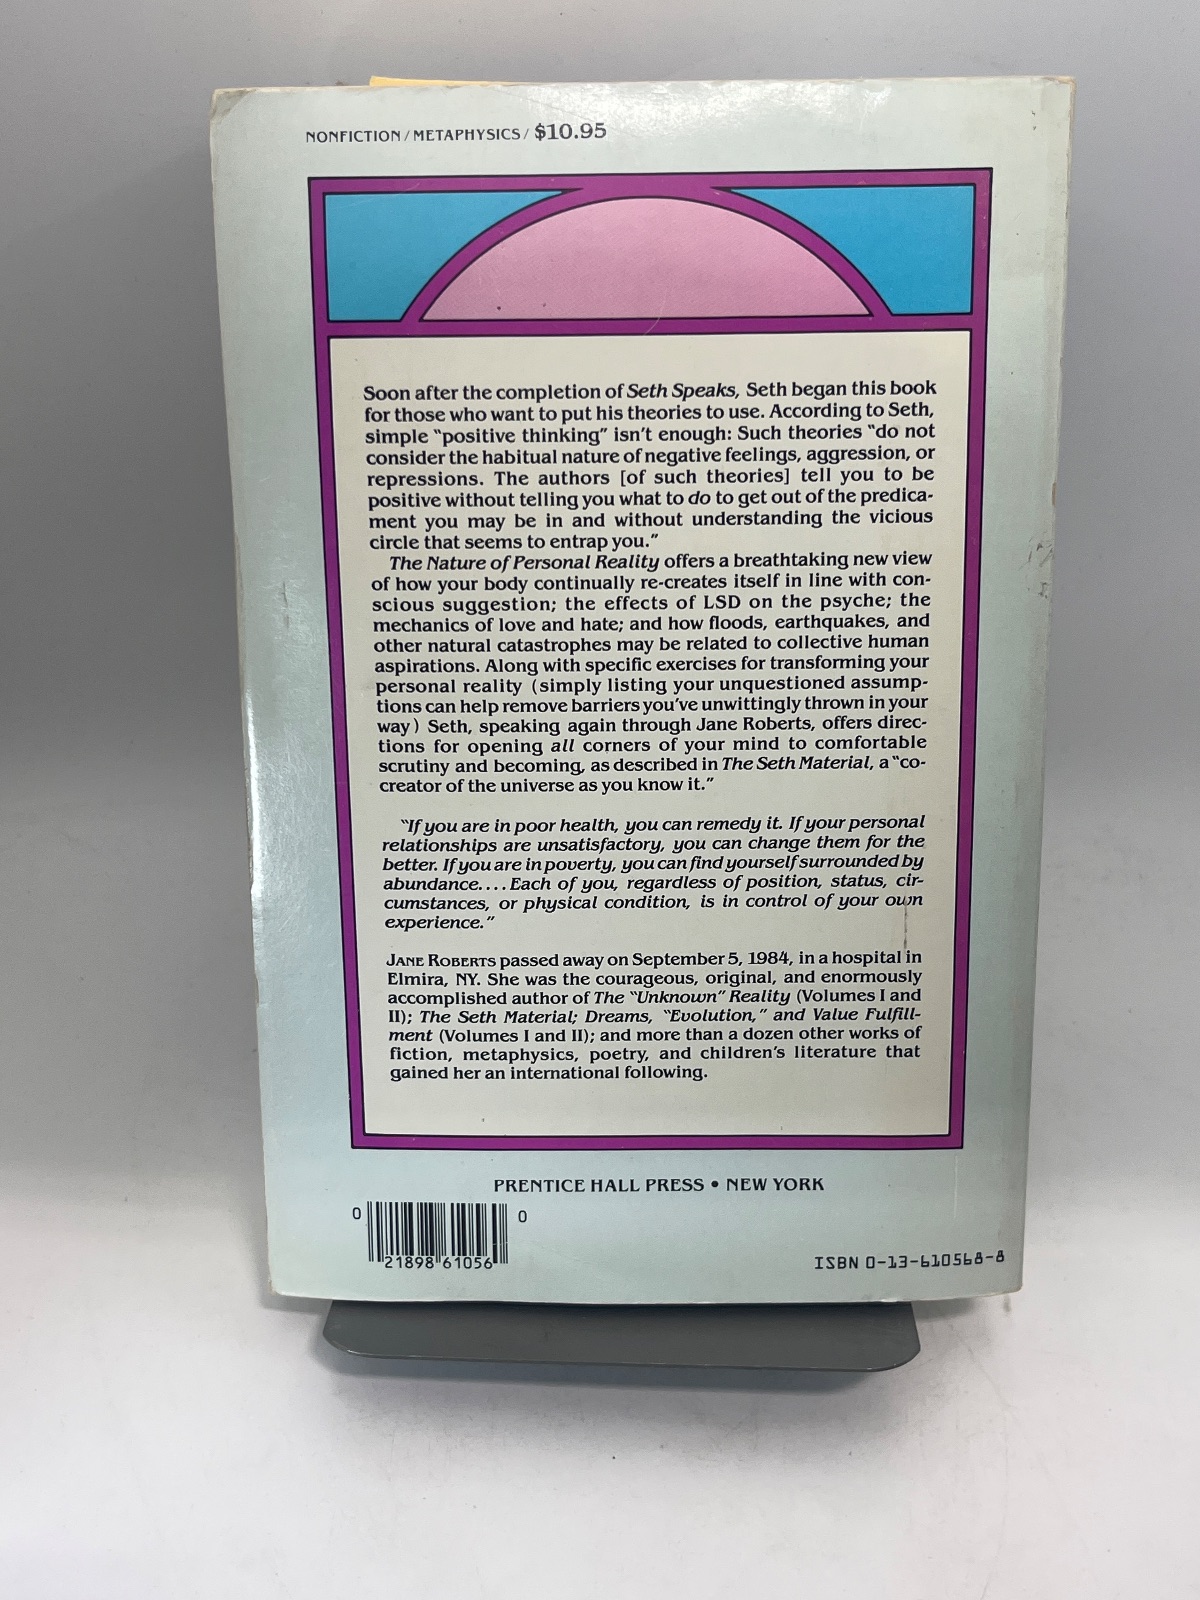 NONFICTION / METAPHYSICS / $10.95
Soon after the completion of Seth Speaks, Seth began this book
for those who want to put his theories to use. According to Seth,
simple "positive thinking" isn't enough: Such theories "do not
consider the habitual nature of negative feelings, aggression, or
repressions. The authors [of such theories] tell you to be
positive without telling you what to do to get out of the predica-
ment you may be in and without understanding the vicious
circle that seems to entrap you."
The Nature of Personal Reality offers a breathtaking new view
of how your body continually re-creates itself in line with con-
scious suggestion; the effects of LSD on the psyche; the
mechanics of love and hate; and how floods, earthquakes, and
other natural catastrophes may be related to collective human
aspirations. Along with specific exercises for transforming your
personal reality (simply listing your unquestioned assump-
tions can help remove barriers you've unwittingly thrown in your
way) Seth, speaking again through Jane Roberts, offers direc-
tions for opening all corners of your mind to comfortable
scrutiny and becoming, as described in The Seth Material, a "co-
creator of the universe as you know it."
"If you are in poor health, you can remedy it. If your personal
relationships are unsatisfactory, you can change them for the
better. If you are in poverty, you can find yourself surrounded by
abundance.... Each of you, regardless of position, status, cir-
cumstances, or physical condition, is in control of your own
experience."
JANE ROBERTS passed away on September 5, 1984, in a hospital in
Elmira, NY. She was the courageous, original, and enormously
accomplished author of The "Unknown" Reality (Volumes I and
II); The Seth Material; Dreams, "Evolution," and Value Fulfill-
ment (Volumes I and II); and more than a dozen other works of
fiction, metaphysics, poetry, and children's literature that
gained her an international following.
PRENTICE HALL PRESS • NEW YORK
0 21898 61056 0
ISBN 0-13-610568-8